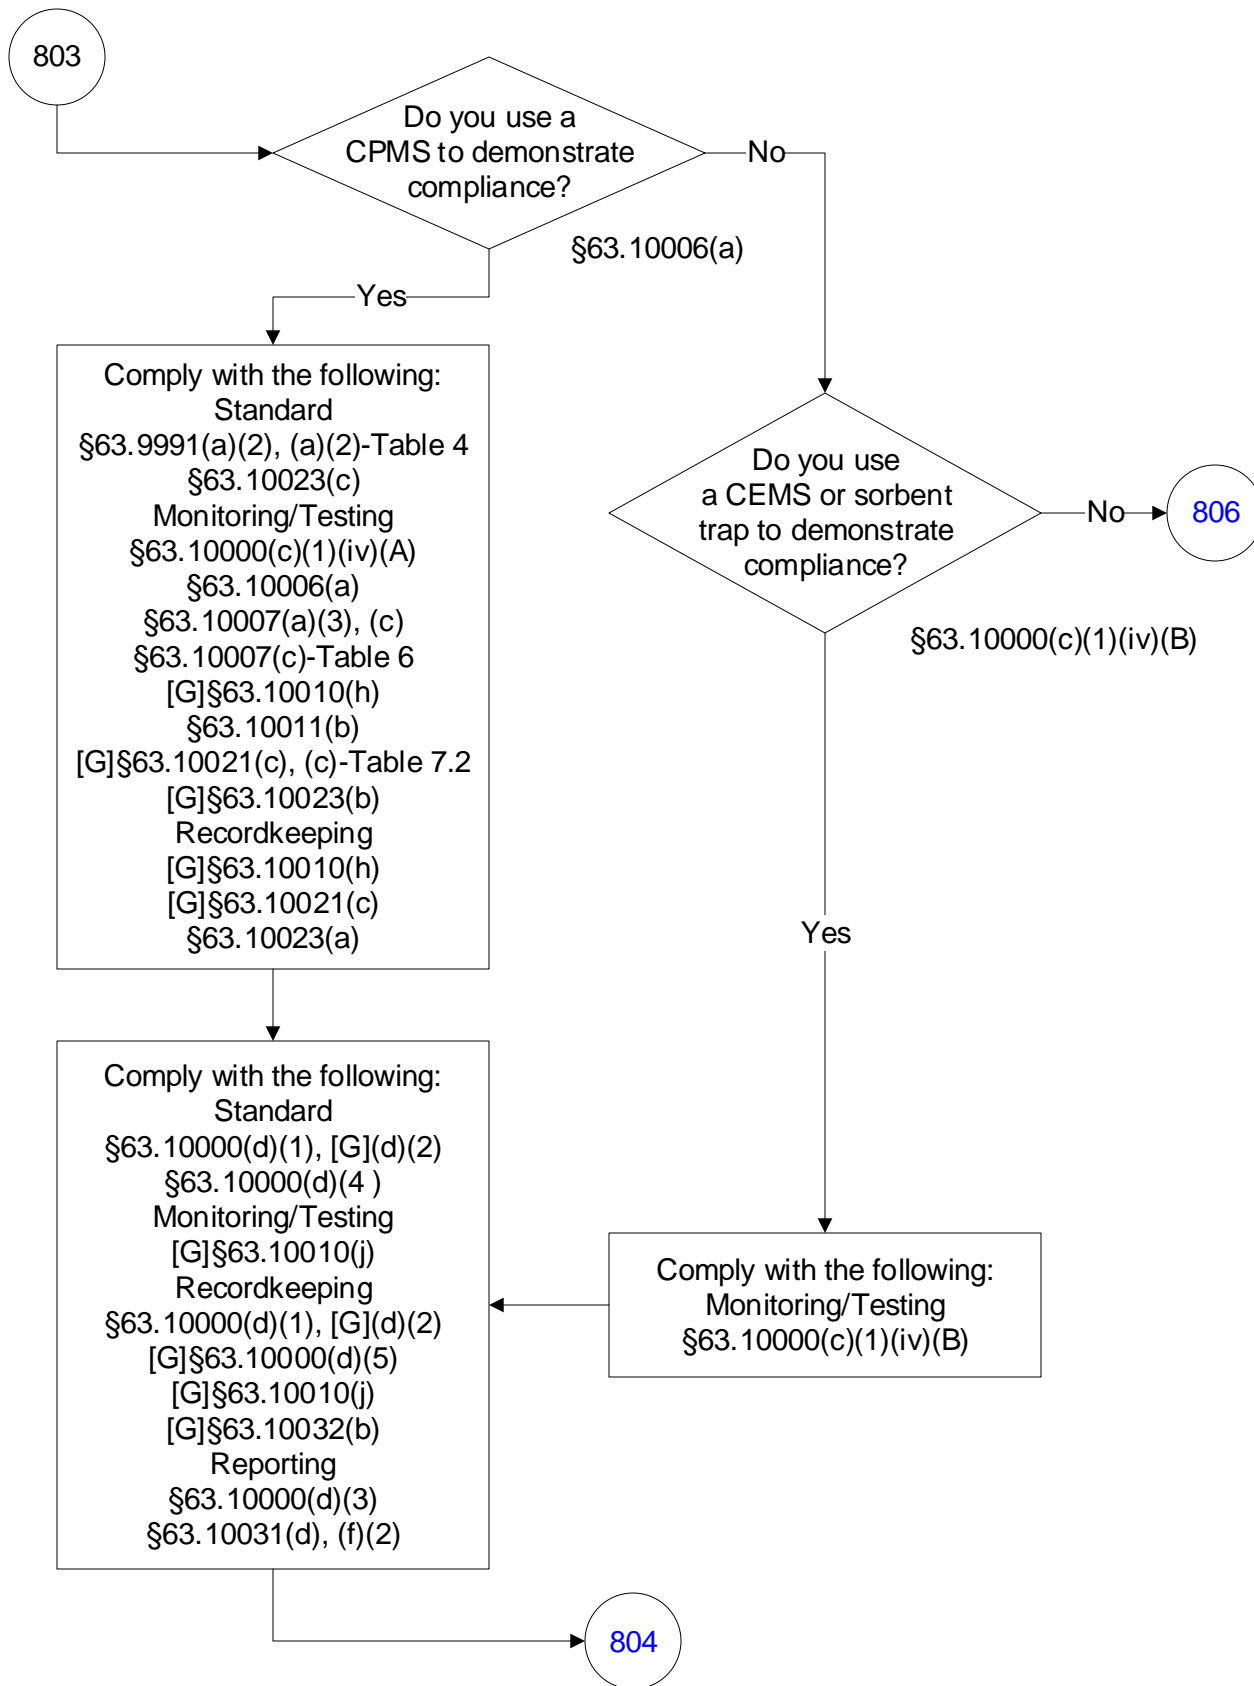 803
Do you use a
CPMS to demonstrate
compliance?
No
§63.10006(a)
Yes
Comply with the following:
Standard
§63.9991(a)(2), (a)(2)-Table 4
§63.10023(c)
Monitoring/Testing
§63.10000(c)(1)(iv)(A)
§63.10006(a)
§63.10007(a)(3), (c)
§63.10007(c)-Table 6
[G]§63.10010(h)
§63.10011(b)
[G]§63.10021(c), (c)-Table 7.2
[G]§63.10023(b)
Recordkeeping
[G]§63.10010(h)
[G]§63.10021(c)
§63.10023(a)
Do you use
a CEMS or sorbent
trap to demonstrate
compliance?
No
806
§63.10000(c)(1)(iv)(B)
Yes
Comply with the following:
Standard
§63.10000(d)(1), [G](d)(2)
§63.10000(d)(4 )
Monitoring/Testing
[G]§63.10010(j)
Recordkeeping
§63.10000(d)(1), [G](d)(2)
[G]§63.10000(d)(5)
[G]§63.10010(j)
[G]§63.10032(b)
Reporting
§63.10000(d)(3)
§63.10031(d), (f)(2)
Comply with the following:
Monitoring/Testing
§63.10000(c)(1)(iv)(B)
804